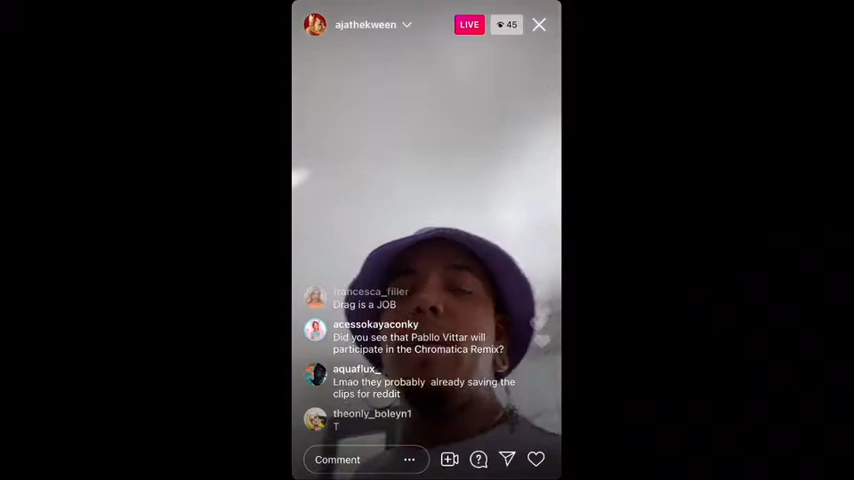 ajathekween
LIVE
45
francesca_filler
Drag is a JOB
acessokayaconky
Did you see that Pabllo Vittar will
participate in the Chromatica Remix?
aquaflux_
Lmao they probably already saving the
clips for reddit
theonly_boleyn1
T
Comment